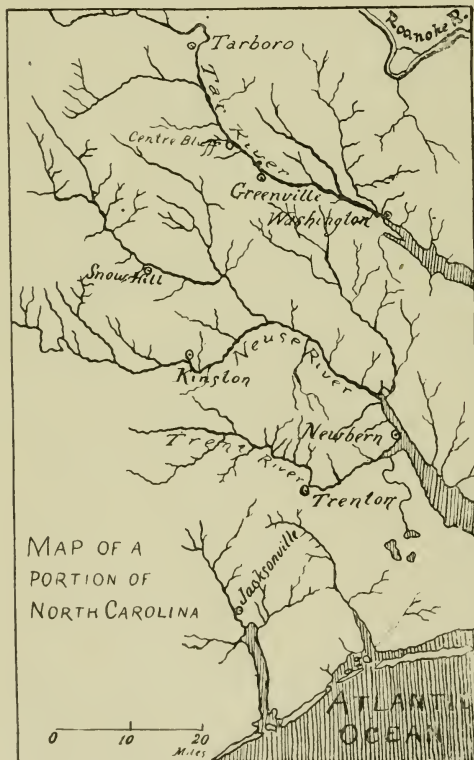 Roanoke R.
Tarboro
Tar River
Centre Bluff
Greenville
Washington
Snow Hill
Neuse River
Kinston
Newbern
Trent River
Trenton
Jacksonville
MAP OF A
PORTION OF
NORTH CAROLINA
ATLANTIC
OCEAN
0 10 20
Miles